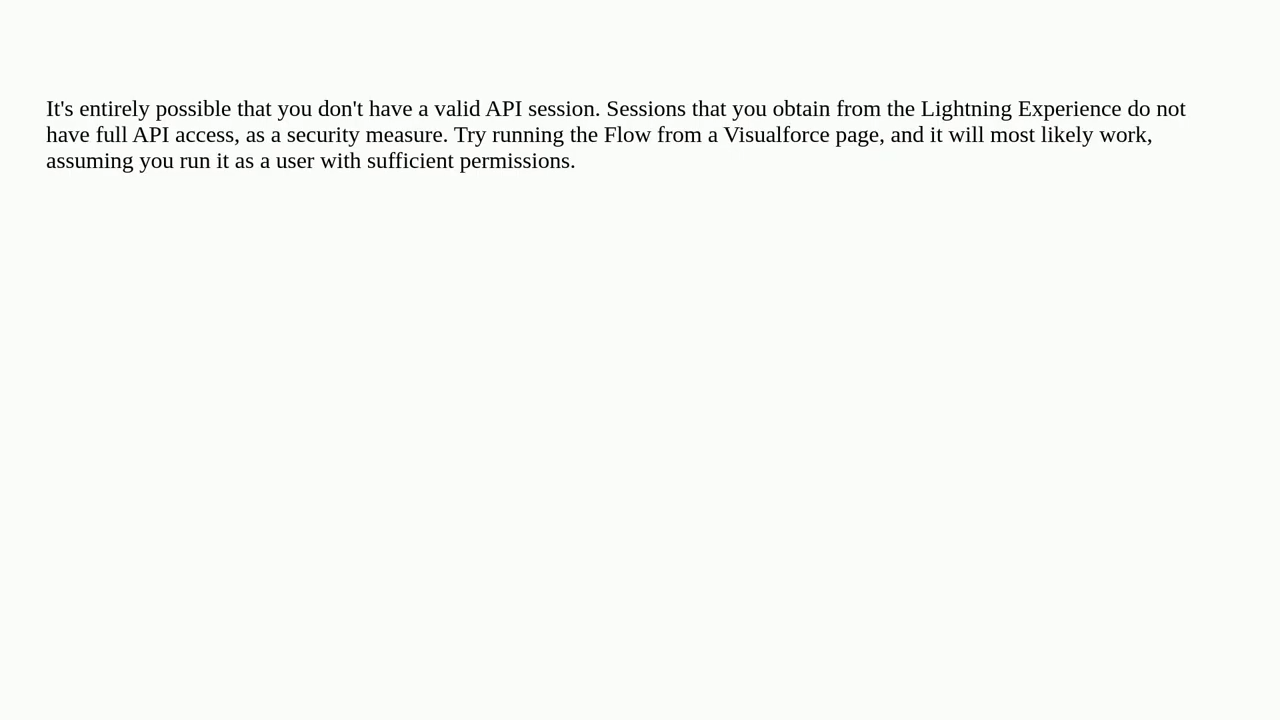 It's entirely possible that you don't have a valid API session. Sessions that you obtain from the Lightning Experience do not
have full API access, as a security measure. Try running the Flow from a Visualforce page, and it will most likely work,
assuming you run it as a user with sufficient permissions.